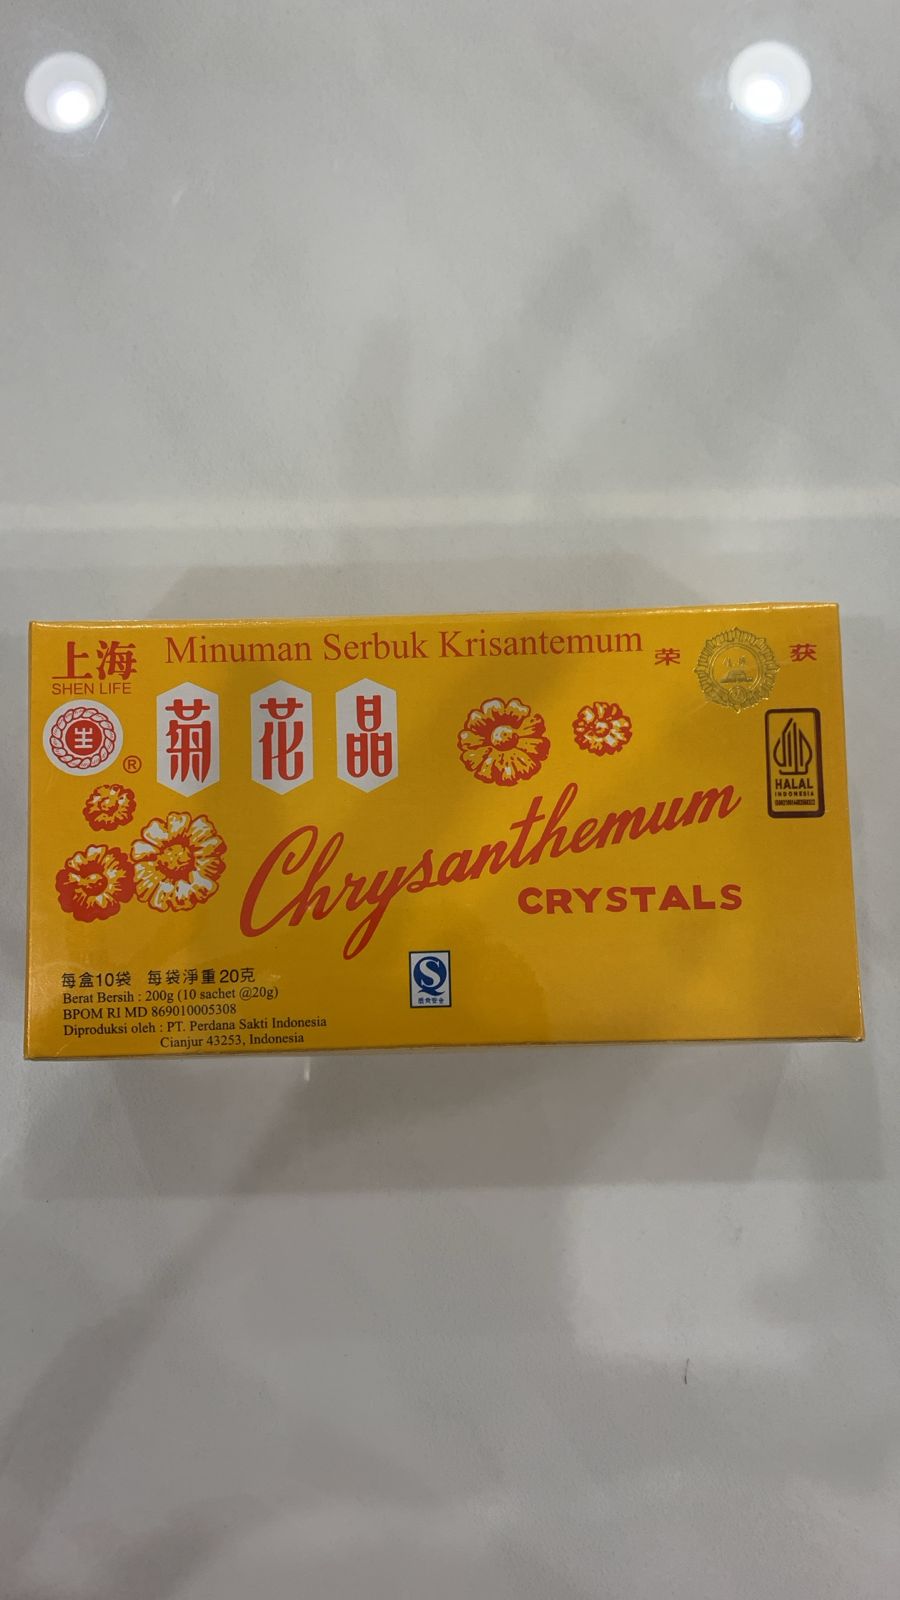 上海
SHEN LIFE
Minuman Serbuk Krisantemum
荣
获
生
®
菊花晶
HALAL
INDONESIA
Chrysanthemum
CRYSTALS
每盒10袋 每袋淨重20克
Berat Bersih : 200g (10 sachet @20g)
BPOM RI MD 869010005308
Diproduksi oleh : PT. Perdana Sakti Indonesia
Cianjur 43253, Indonesia